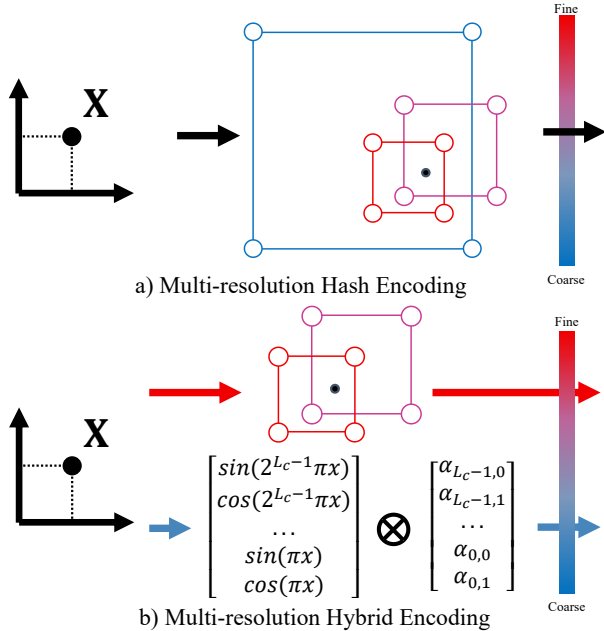 Fine
X
Coarse
a) Multi-resolution Hash Encoding
Fine
X
sin(2^{L_c−1}πx)
cos(2^{L_c−1}πx)
...
sin(πx)
cos(πx)
⊗
α_{L_c−1,0}
α_{L_c−1,1}
...
α_{0,0}
α_{0,1}
Coarse
b) Multi-resolution Hybrid Encoding